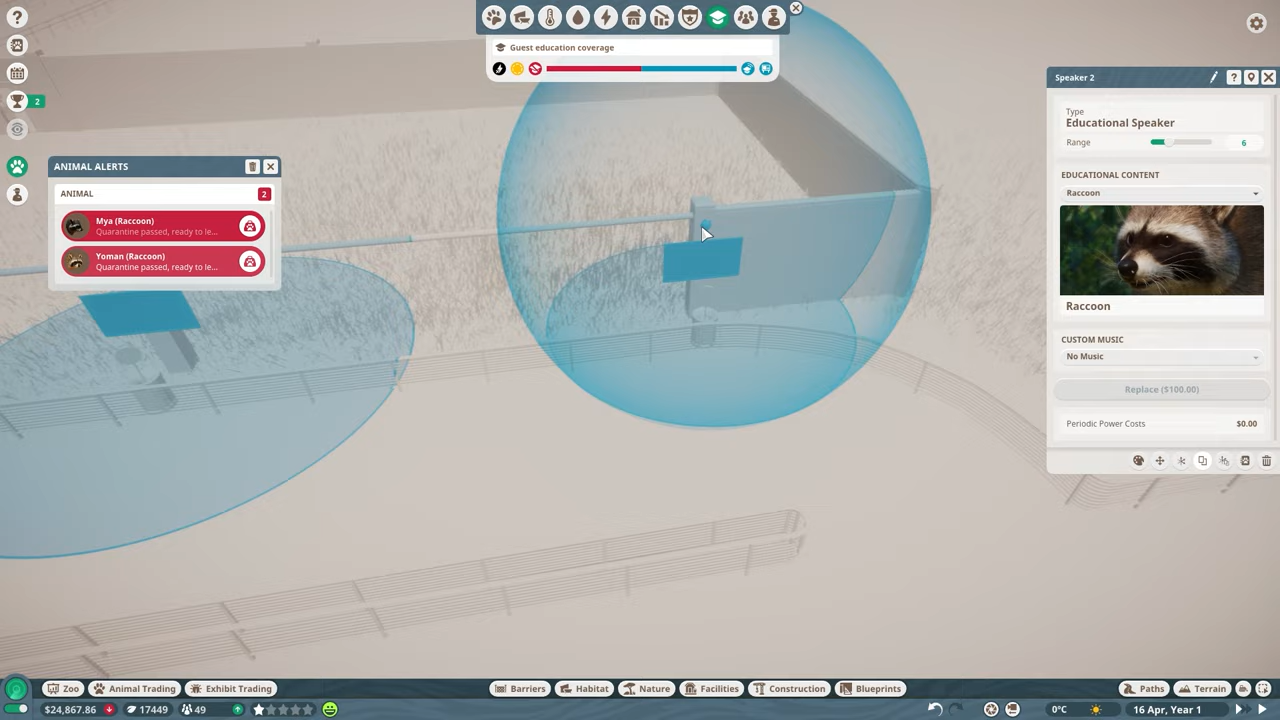 ?
Guest education coverage
Speaker 2
?
2
Type
Educational Speaker
Range
6
ANIMAL ALERTS
ANIMAL
2
Mya (Raccoon)
Quarantine passed, ready to le...
Yoman (Raccoon)
Quarantine passed, ready to le...
EDUCATIONAL CONTENT
Raccoon
Raccoon
CUSTOM MUSIC
No Music
Replace ($100.00)
Periodic Power Costs
$0.00
Zoo
Animal Trading
Exhibit Trading
Barriers
Habitat
Nature
Facilities
Construction
Blueprints
Paths
Terrain
$24,867.86
17449
49
0°C
16 Apr, Year 1